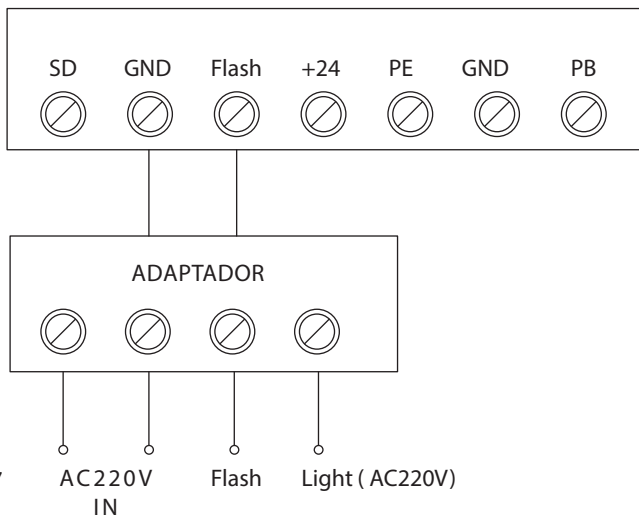 SD GND Flash +24 PE GND PB
ADAPTADOR
AC220V Flash Light ( AC220V)
IN